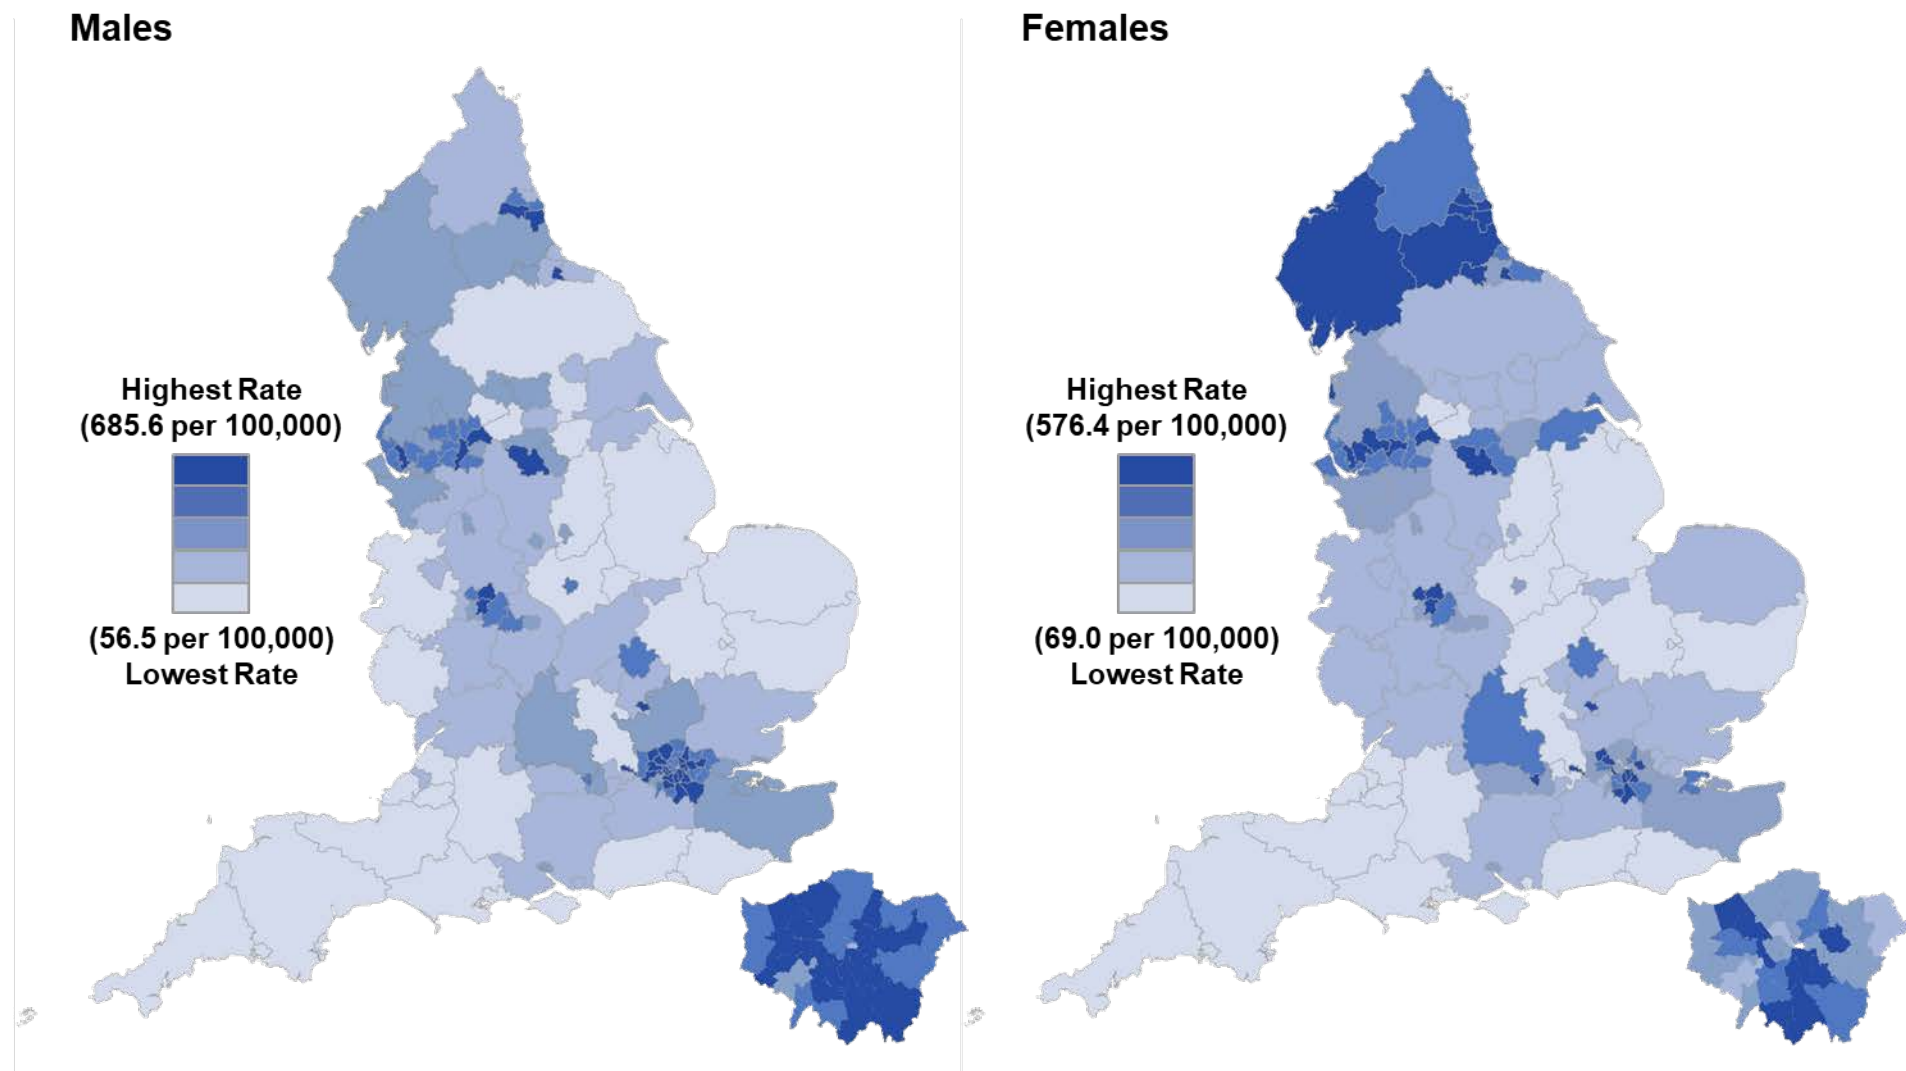 Males
Highest Rate
(685.6 per 100,000)
(56.5 per 100,000)
Lowest Rate
Females
Highest Rate
(576.4 per 100,000)
(69.0 per 100,000)
Lowest Rate